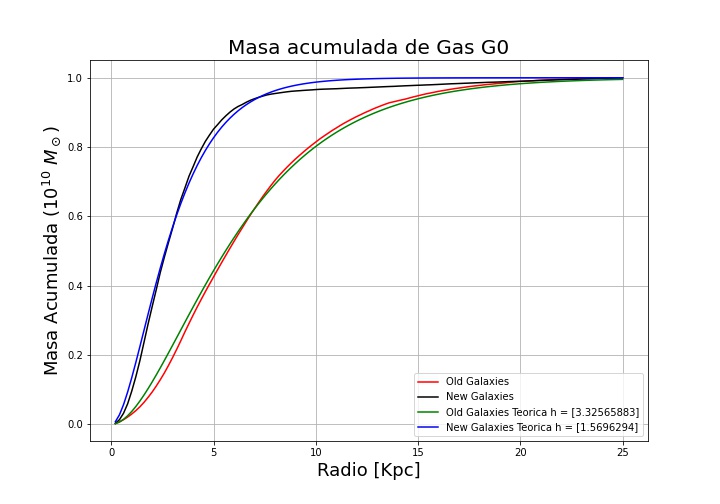 Masa acumulada de Gas G0
Masa Acumulada (10^10 M_⊙)
1.0
0.8
0.6
0.4
0.2
0.0
Old Galaxies
New Galaxies
Old Galaxies Teorica h = [3.32565883]
New Galaxies Teorica h = [1.5696294]
0 5 10 15 20 25
Radio [Kpc]